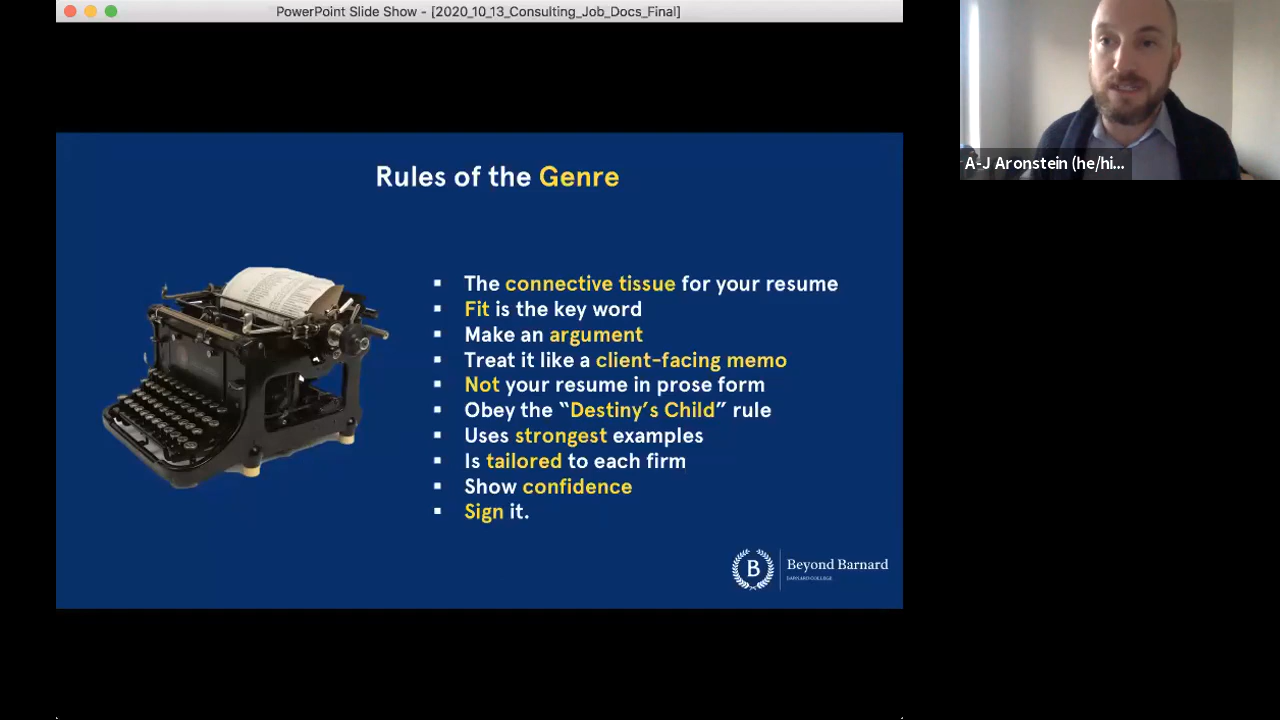 PowerPoint Slide Show - [2020_10_13_Consulting_Job_Docs_Final]
A-J Aronstein (he/hi...
Rules of the Genre
▪ The connective tissue for your resume
▪ Fit is the key word
▪ Make an argument
▪ Treat it like a client-facing memo
▪ Not your resume in prose form
▪ Obey the “Destiny’s Child” rule
▪ Uses strongest examples
▪ Is tailored to each firm
▪ Show confidence
▪ Sign it.
B
Beyond Barnard
BARNARD COLLEGE